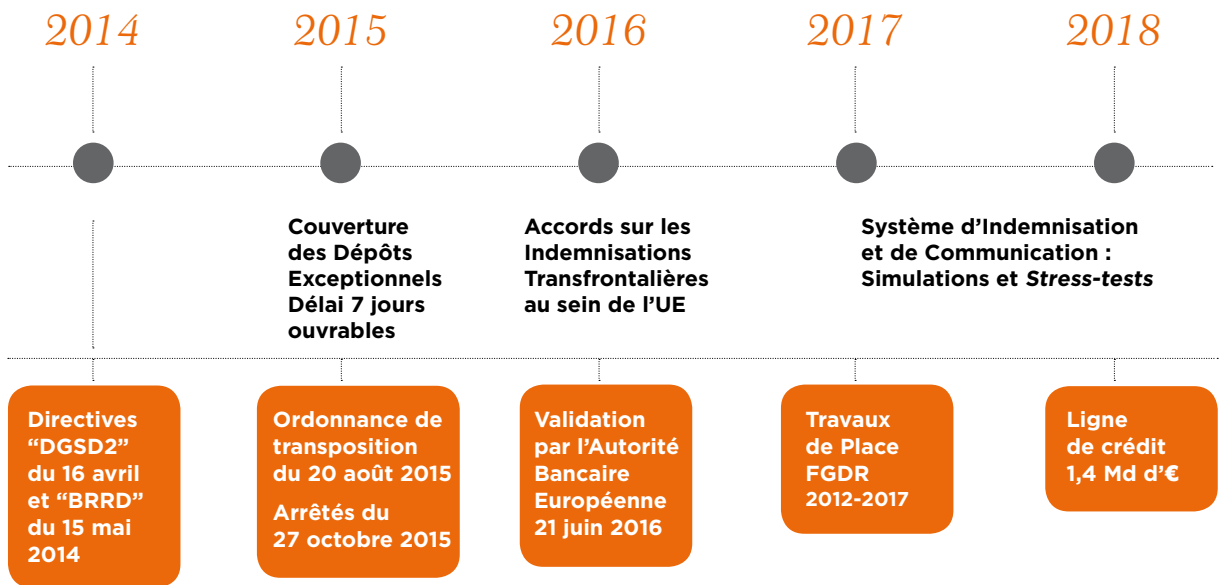 2014
2015
2016
2017
2018
Couverture
des Dépôts
Exceptionnels
Délai 7 jours
ouvrables
Accords sur les
Indemnisations
Transfrontalières
au sein de l’UE
Système d’Indemnisation
et de Communication :
Simulations et Stress-tests
Directives
“DGSD2”
du 16 avril
et “BRRD”
du 15 mai
2014
Ordonnance de
transposition
du 20 août 2015
Arrêtés du
27 octobre 2015
Validation
par l’Autorité
Bancaire
Européenne
21 juin 2016
Travaux
de Place
FGDR
2012-2017
Ligne
de crédit
1,4 Md d’€